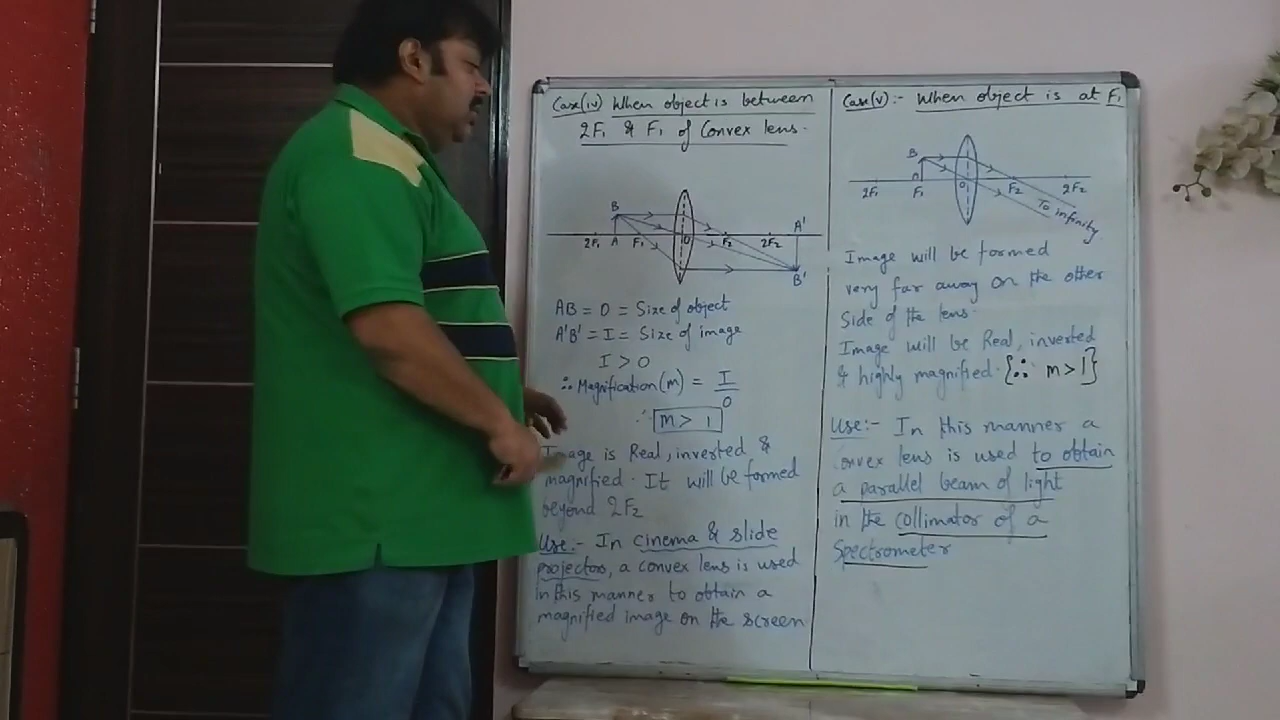 Case(iv) When object is between
2F₁ & F₁ of Convex lens.
B
A'
2F₁ A F₁ O F₂ 2F₂
B'
AB = O = Size of object
A'B' = I = Size of image
I > O
∴ Magnification (m) = I/O
∴ m > 1
Image is Real, inverted &
magnified. It will be formed
beyond 2F₂
Use:- In cinema & slide
projectors, a convex lens is used
in this manner to obtain a
magnified image on the screen
Case(v):- When object is at F₁
B
2F₁ F₁ O F₂ 2F₂
To infinity
Image will be formed
very far away on the other
Side of the lens.
Image will be Real, inverted
& highly magnified. {∴ m > 1}
Use:- In this manner a
convex lens is used to obtain
a parallel beam of light
in the collimator of a
Spectrometer